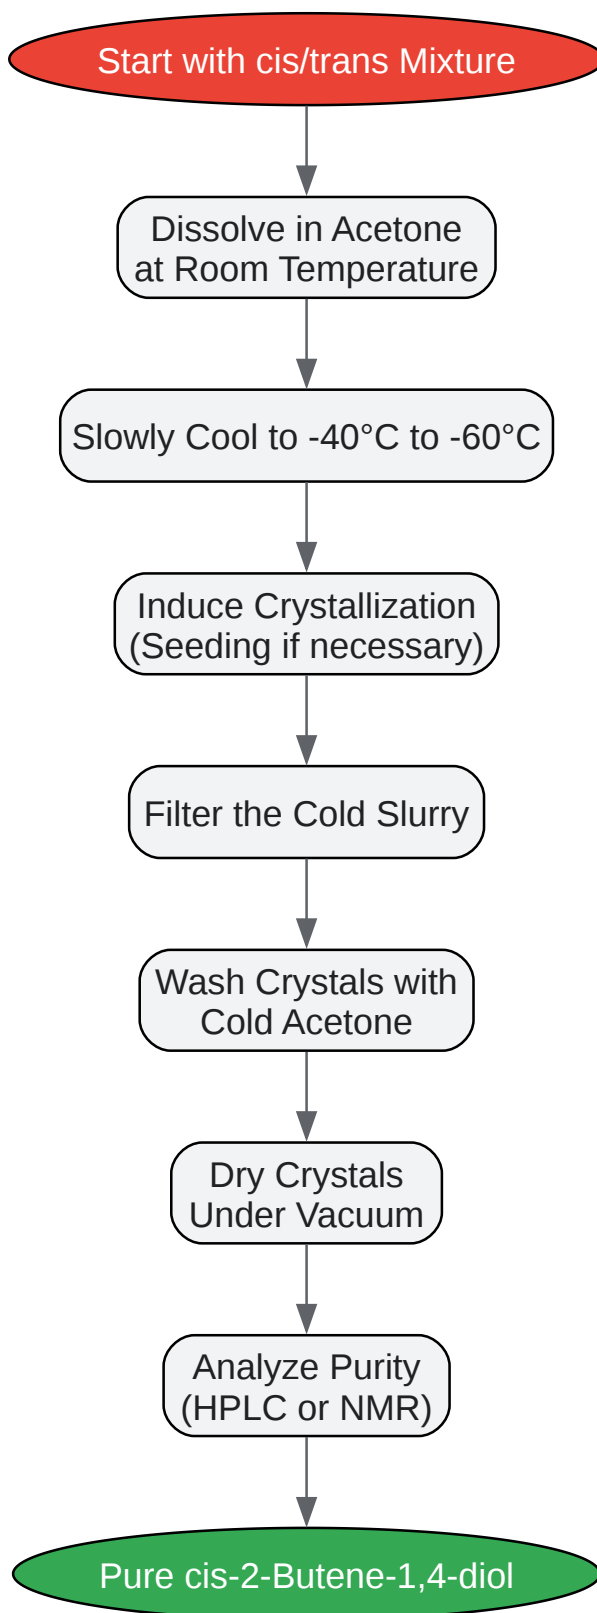 Start with cis/trans Mixture
Dissolve in Acetone
at Room Temperature
Slowly Cool to -40°C to -60°C
Induce Crystallization
(Seeding if necessary)
Filter the Cold Slurry
Wash Crystals with
Cold Acetone
Dry Crystals
Under Vacuum
Analyze Purity
(HPLC or NMR)
Pure cis-2-Butene-1,4-diol